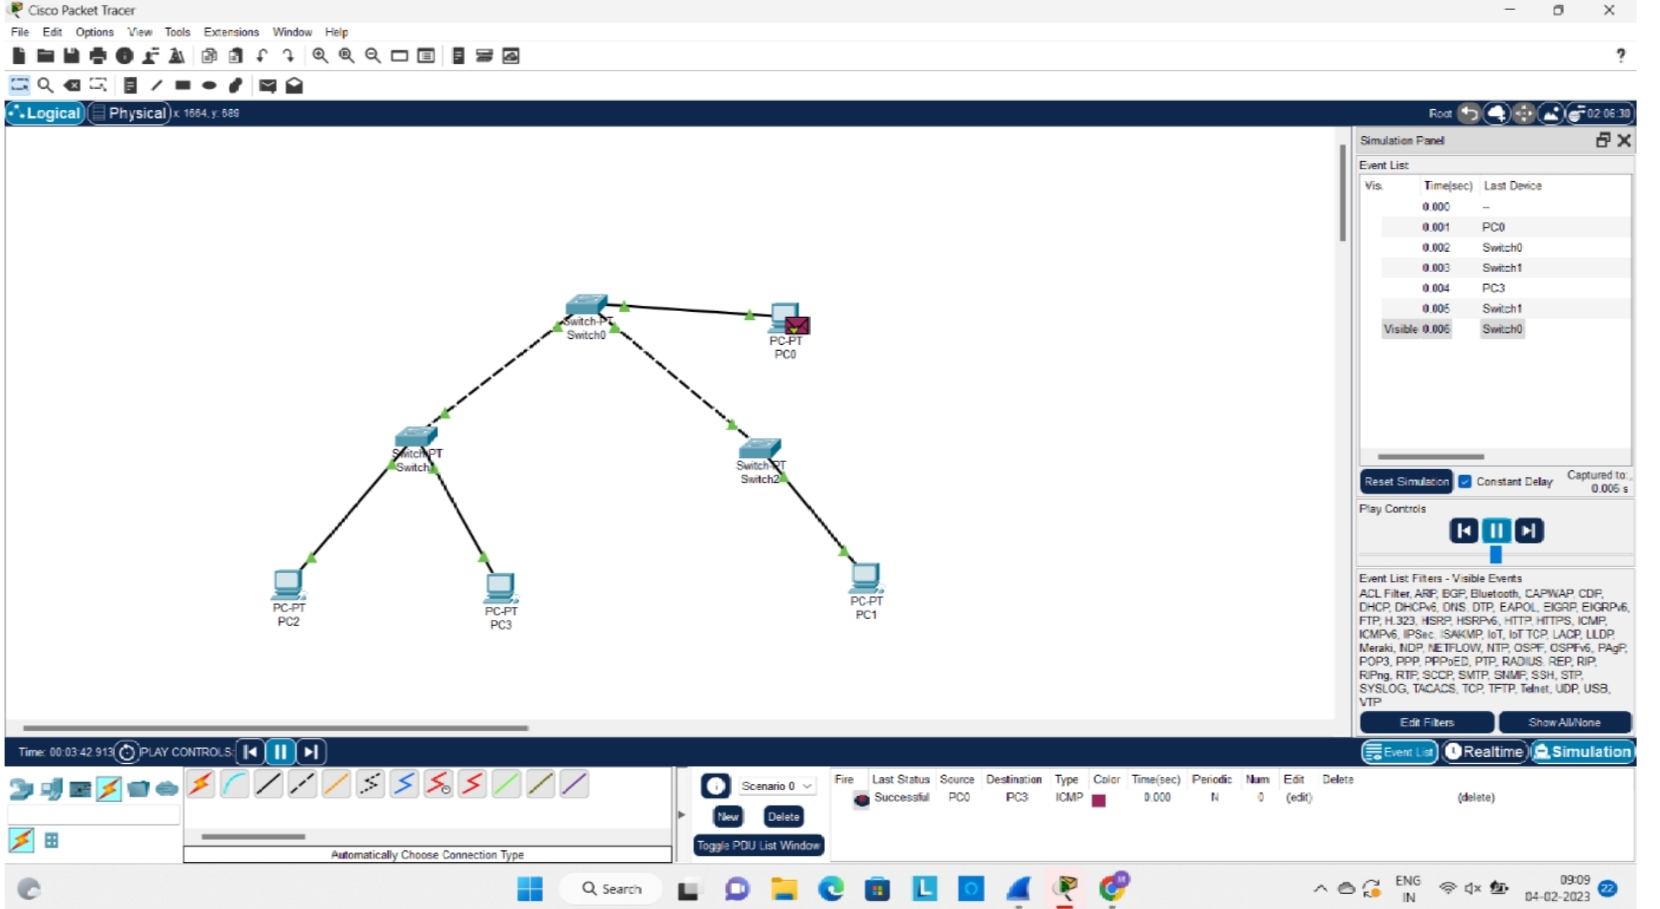 Cisco Packet Tracer
File Edit Options View Tools Extensions Window Help
?
Logical Physical x: 1664, y: 589 Root 02:06:30
Simulation Panel
Event List
Vis. Time(sec) Last Device
0.000 --
0.001 PC0
0.002 Switch0
0.003 Switch1
0.004 PC3
0.005 Switch1
Visible 0.006 Switch0
Switch-PT
Switch0
PC-PT
PC0
Switch-PT
Switch
Switch-PT
Switch2
PC-PT
PC2
PC-PT
PC3
PC-PT
PC1
Reset Simulation Constant Delay Captured to:
0.006 s
Play Controls
Event List Filters - Visible Events
ACL Filter, ARP, BGP, Bluetooth, CAPWAP, CDP,
DHCP, DHCPv6, DNS, DTP, EAPOL, EIGRP, EIGRPv6,
FTP, H.323, HSRP, HSRPv6, HTTP, HTTPS, ICMP,
ICMPv6, IPSec, ISAKMP, IoT, IoT TCP, LACP, LLDP,
Meraki, NDP, NETFLOW, NTP, OSPF, OSPFv6, PAgP,
POP3, PPP, PPPoED, PTP, RADIUS, REP, RIP,
RIPng, RTP, SCCP, SMTP, SNMP, SSH, STP,
SYSLOG, TACACS, TCP, TFTP, Telnet, UDP, USB,
VTP
Edit Filters Show All/None
Time: 00:03:42.913 PLAY CONTROLS: Event List Realtime Simulation
Scenario 0
New Delete
Toggle PDU List Window
Fire Last Status Source Destination Type Color Time(sec) Periodic Num Edit Delete
Successful PC0 PC3 ICMP 0.000 N 0 (edit) (delete)
Automatically Choose Connection Type
Search
ENG
IN
09:09
04-02-2023
22